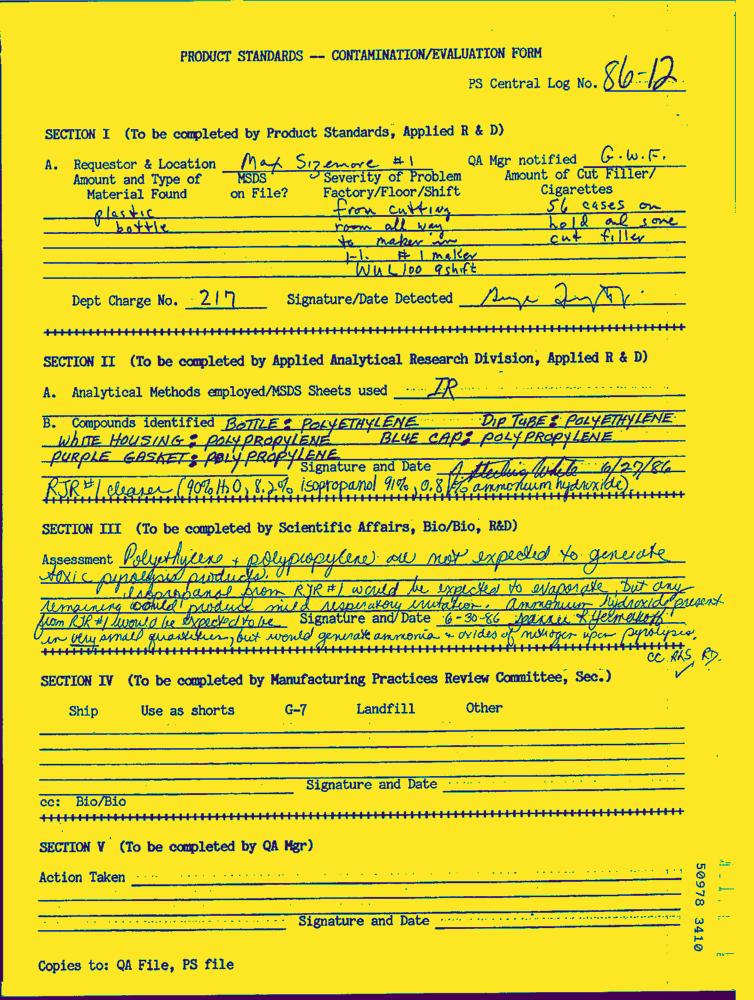 PRODUCT STANDARDS -- CONTAMINATION/EVALUATION FORM
PS Central Log No. 86-12
SECTION I (To be completed by Product Standards, Applied R & D)
A. Requestor & Location Max Sizemore #1 QA Mgr notified G.W.F.
Amount and Type of MSDS Severity of Problem Amount of Cut Filler/
Material Found on File? Factory/Floor/Shift Cigarettes
plastic from cutting 56 cases on
bottle room all way hold and some
to maker in cut filler
1-1. #1 maker
WUL100 shift
Dept Charge No. 217 Signature/Date Detected
SECTION II (To be completed by Applied Analytical Research Division, Applied R & D)
A. Analytical Methods employed/MSDS Sheets used IR
B. Compounds identified BOTTLE: POLYETHYLENE DIP TUBE: POLYETHYLENE
WHITE HOUSING: POLYPROPYLENE BLUE CAP: POLYPROPYLENE
PURPLE GASKET: POLYPROPYLENE
Signature and Date White 6/27/86
RJR #1 cleaner (90% H2O, 8.2% isopropanol 91%, 0.8% ammonium hydroxide)
SECTION III (To be completed by Scientific Affairs, Bio/Bio, R&D)
Assessment Polyethylene + polypropylene are not expected to generate
toxic pyrolysis products.
isopropanol from RJR #1 would be expected to evaporate, but any
remaining would produce mild respiratory irritation. Ammonium hydroxide present
from RJR #1 would be expected to be Signature and Date 6-30-86
in very small quantities, but would generate ammonia + oxides of nitrogen upon pyrolysis.
cc RD.
SECTION IV (To be completed by Manufacturing Practices Review Committee, Sec.)
Ship Use as shorts G-7 Landfill Other
Signature and Date
cc: Bio/Bio
SECTION V (To be completed by QA Mgr)
Action Taken
Signature and Date
Copies to: QA File, PS file
50978 3410